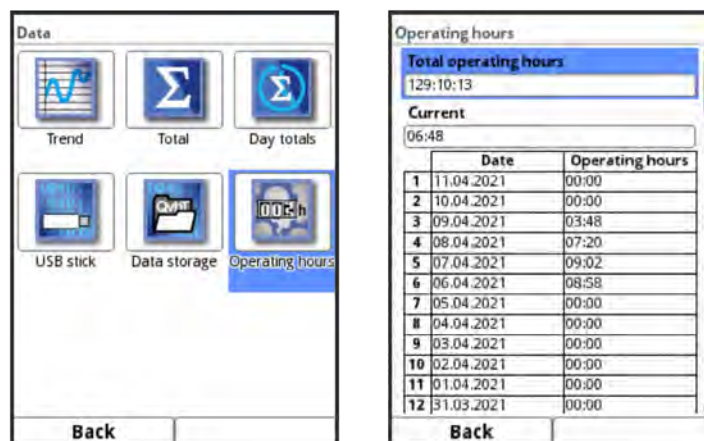 Data
Trend
Total
Day totals
USB stick
Data storage
Operating hours
Back
Operating hours
Total operating hours
129:10:13
Current
06:48
Date Operating hours
1 11.04.2021 00:00
2 10.04.2021 00:00
3 09.04.2021 03:48
4 08.04.2021 07:20
5 07.04.2021 09:02
6 06.04.2021 08:58
7 05.04.2021 00:00
8 04.04.2021 00:00
9 03.04.2021 00:00
10 02.04.2021 00:00
11 01.04.2021 00:00
12 31.03.2021 00:00
Back